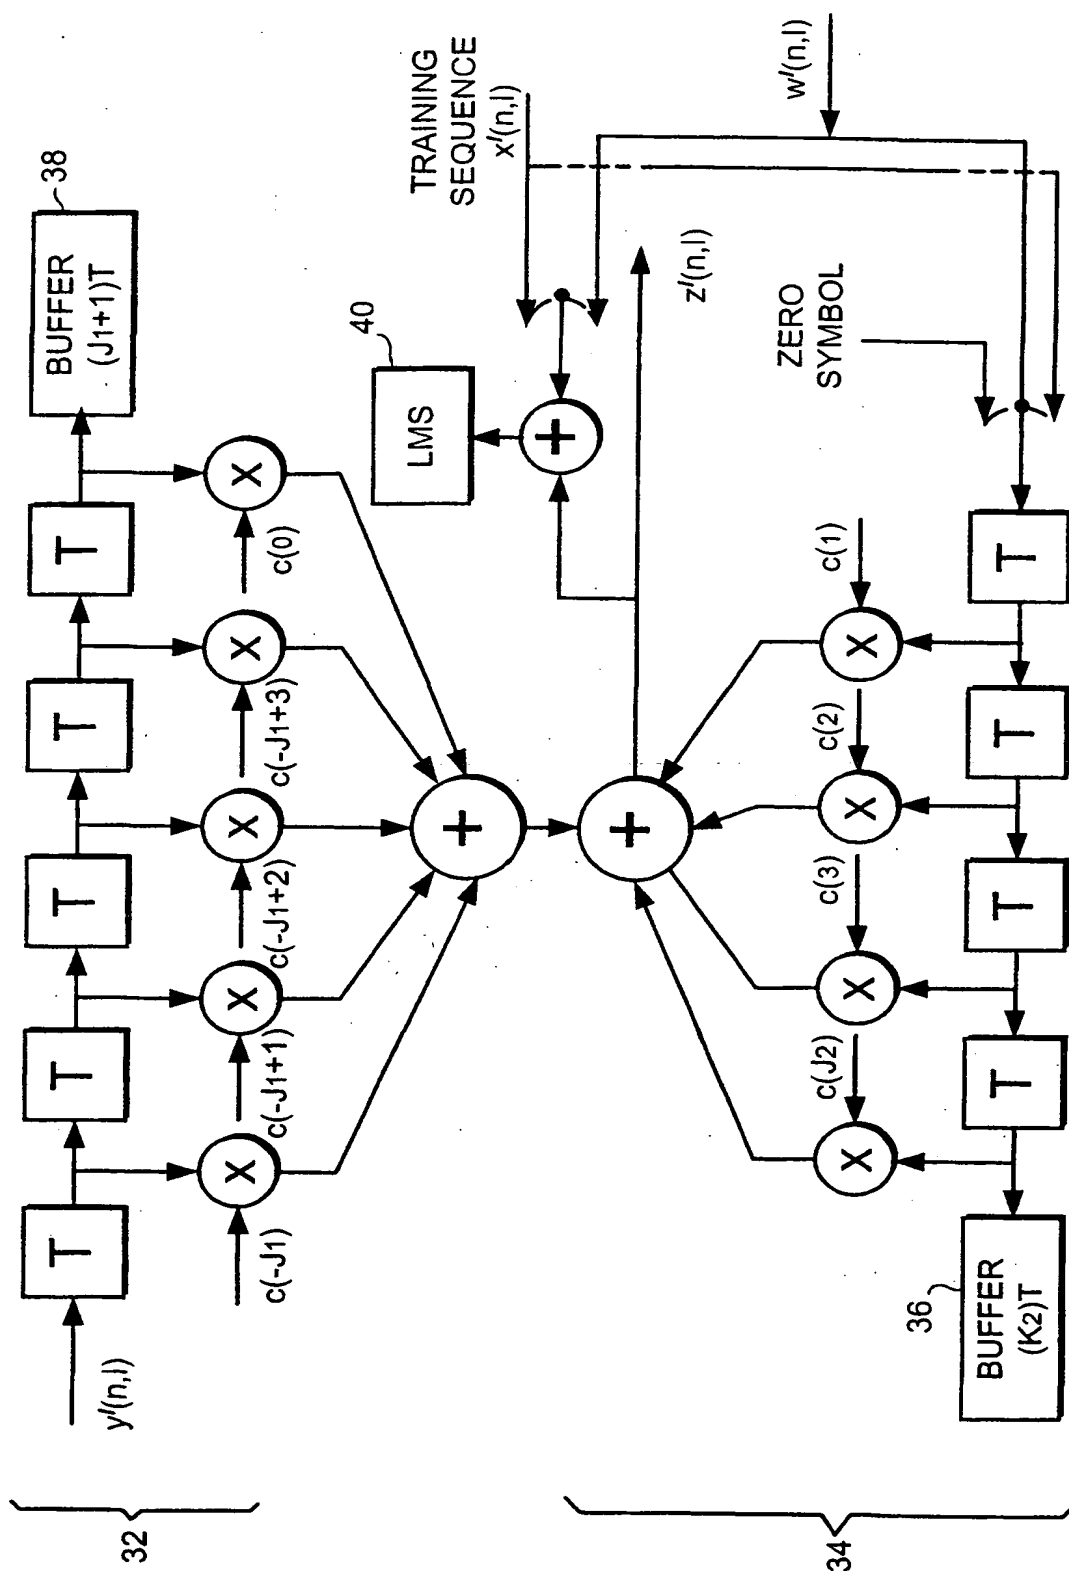 32
y'(n,l)
T
T
T
T
T
BUFFER
(J1+1)T
38
c(-J1)
X
c(-J1+1)
X
c(-J1+2)
X
c(-J1+3)
X
c(0)
X
+
LMS
40
+
TRAINING
SEQUENCE
x'(n,l)
z'(n,l)
w'(n,l)
ZERO
SYMBOL
34
+
X
c(J2)
X
c(3)
X
c(2)
X
c(1)
36
BUFFER
(K2)T
T
T
T
T